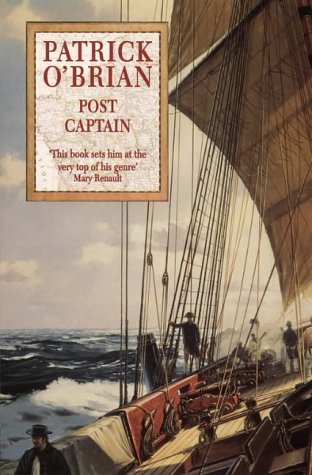 PATRICK
O'BRIAN
POST
CAPTAIN
'This book sets him at the
very top of his genre'
Mary Renault